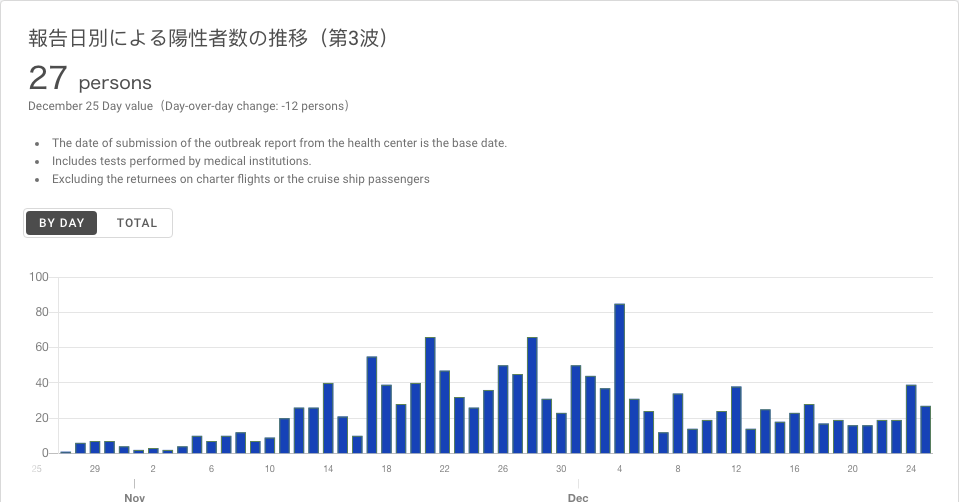 報告日別による陽性者数の推移（第3波）
27 persons
December 25 Day value（Day-over-day change: -12 persons）
• The date of submission of the outbreak report from the health center is the base date.
• Includes tests performed by medical institutions.
• Excluding the returnees on charter flights or the cruise ship passengers
BY DAY TOTAL
100
80
60
40
20
0
26 29 2 6 10 14 18 22 26 30 4 8 12 16 20 24
Nov Dec